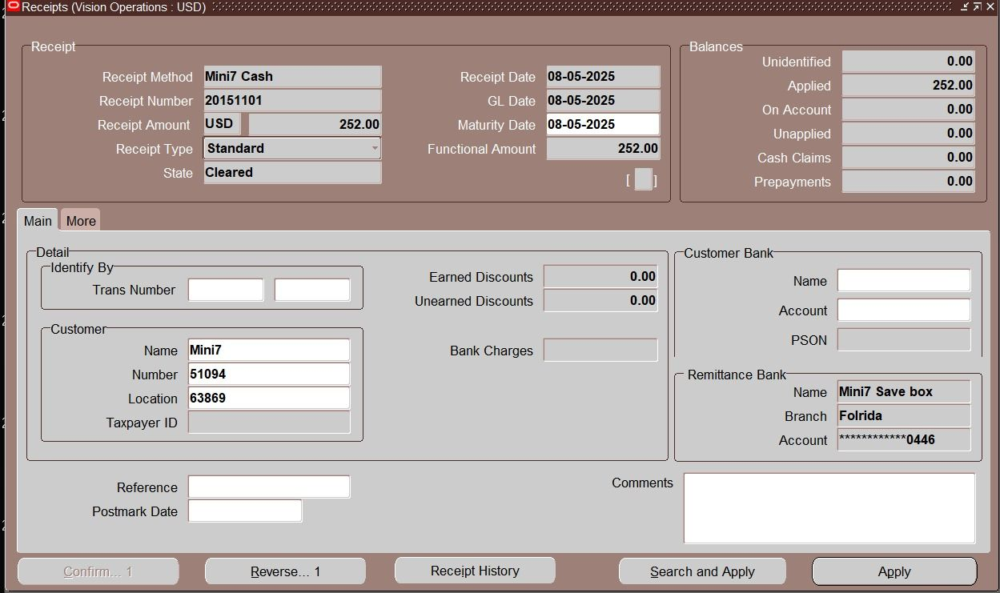 Receipts (Vision Operations : USD)
Receipt
Receipt Method Mini7 Cash
Receipt Number 20151101
Receipt Amount USD 252.00
Receipt Type Standard
State Cleared
Receipt Date 08-05-2025
GL Date 08-05-2025
Maturity Date 08-05-2025
Functional Amount 252.00
[ ]
Balances
Unidentified 0.00
Applied 252.00
On Account 0.00
Unapplied 0.00
Cash Claims 0.00
Prepayments 0.00
Main More
Detail
Identify By
Trans Number
Customer
Name Mini7
Number 51094
Location 63869
Taxpayer ID
Earned Discounts 0.00
Unearned Discounts 0.00
Bank Charges
Customer Bank
Name
Account
PSON
Remittance Bank
Name Mini7 Save box
Branch Folrida
Account ************0446
Reference
Postmark Date
Comments
Confirm... 1 Reverse... 1 Receipt History Search and Apply Apply